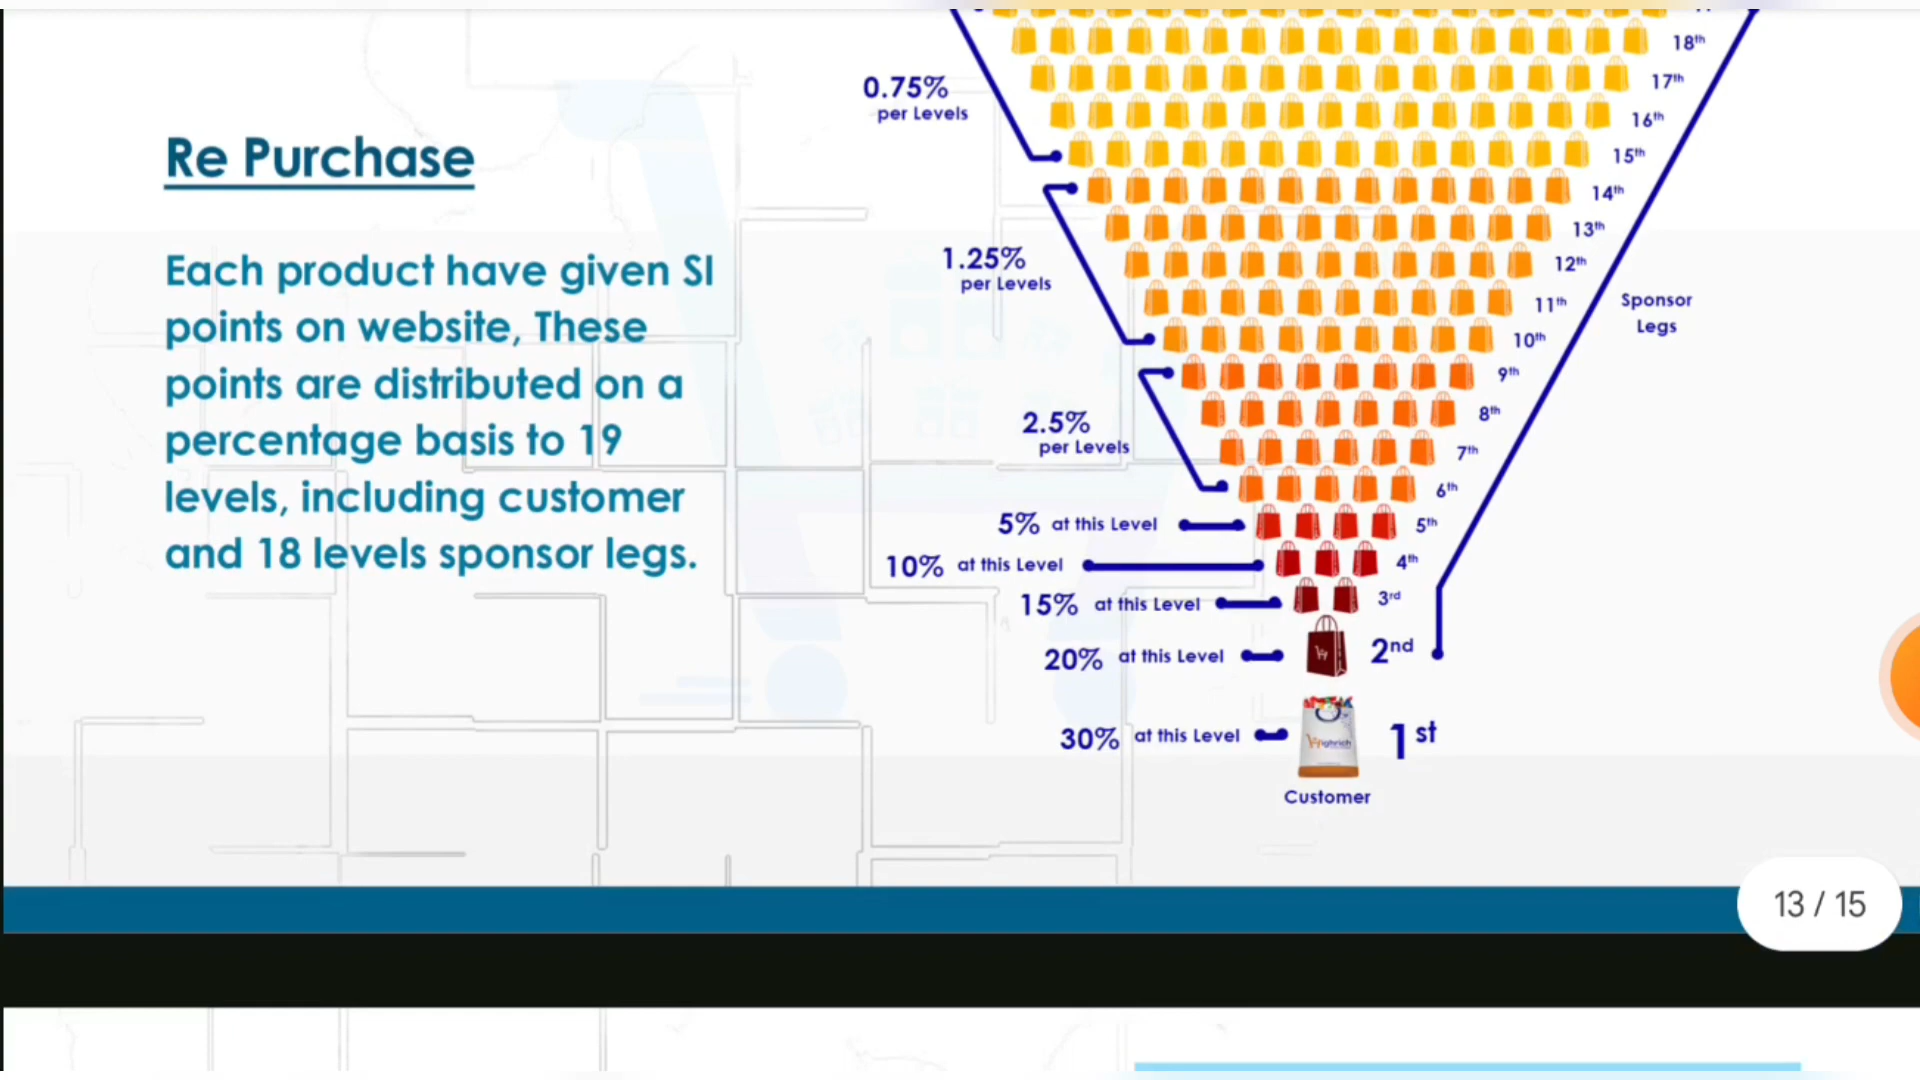 Re Purchase
Each product have given SI
points on website, These
points are distributed on a
percentage basis to 19
levels, including customer
and 18 levels sponsor legs.
18th
0.75%
per Levels
17th
16th
15th
14th
13th
1.25%
per Levels
12th
11th
Sponsor
Legs
10th
9th
2.5%
per Levels
8th
7th
6th
5% at this Level
5th
10% at this Level
4th
15% at this Level
3rd
20% at this Level
2nd
30% at this Level
1st
Highrich
Customer
13 / 15